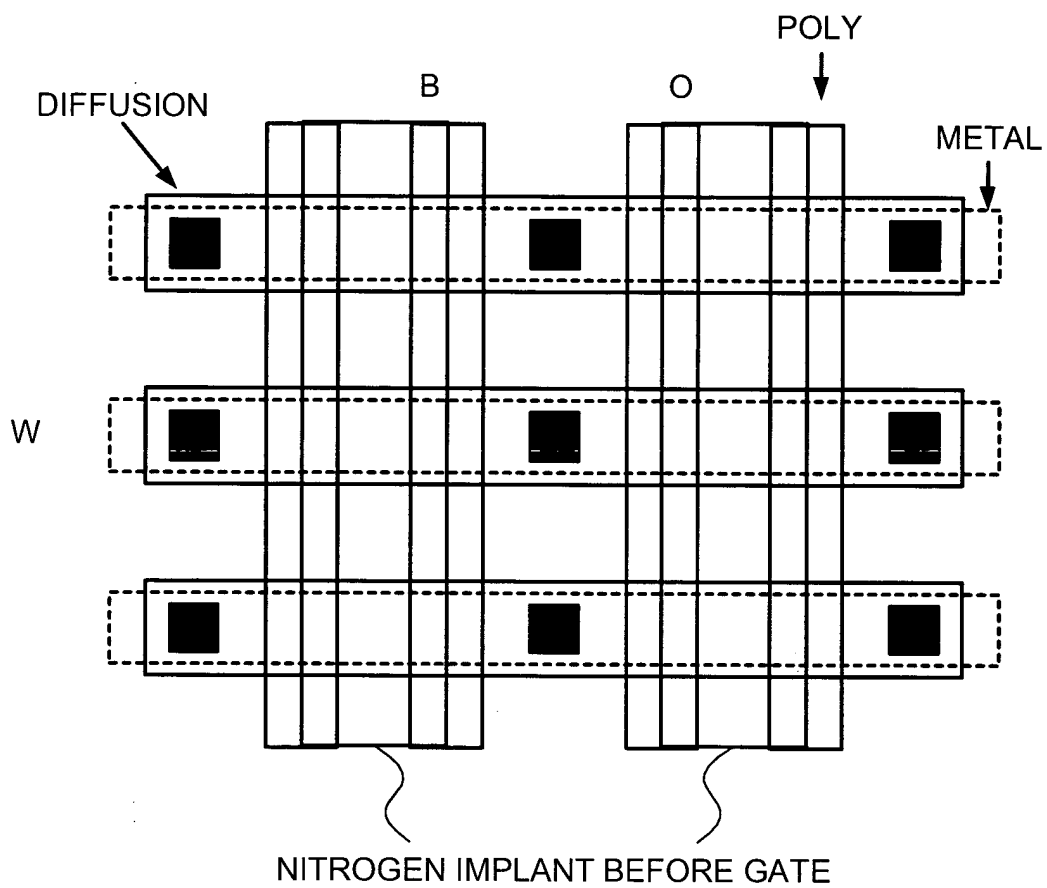 POLY
B
O
DIFFUSION
METAL
W
NITROGEN IMPLANT BEFORE GATE